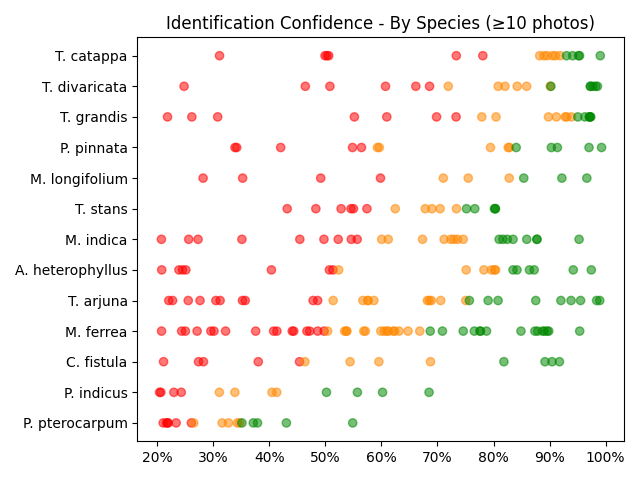 Identification Confidence - By Species (≥10 photos)
T. catappa
T. divaricata
T. grandis
P. pinnata
M. longifolium
T. stans
M. indica
A. heterophyllus
T. arjuna
M. ferrea
C. fistula
P. indicus
P. pterocarpum
20% 30% 40% 50% 60% 70% 80% 90% 100%